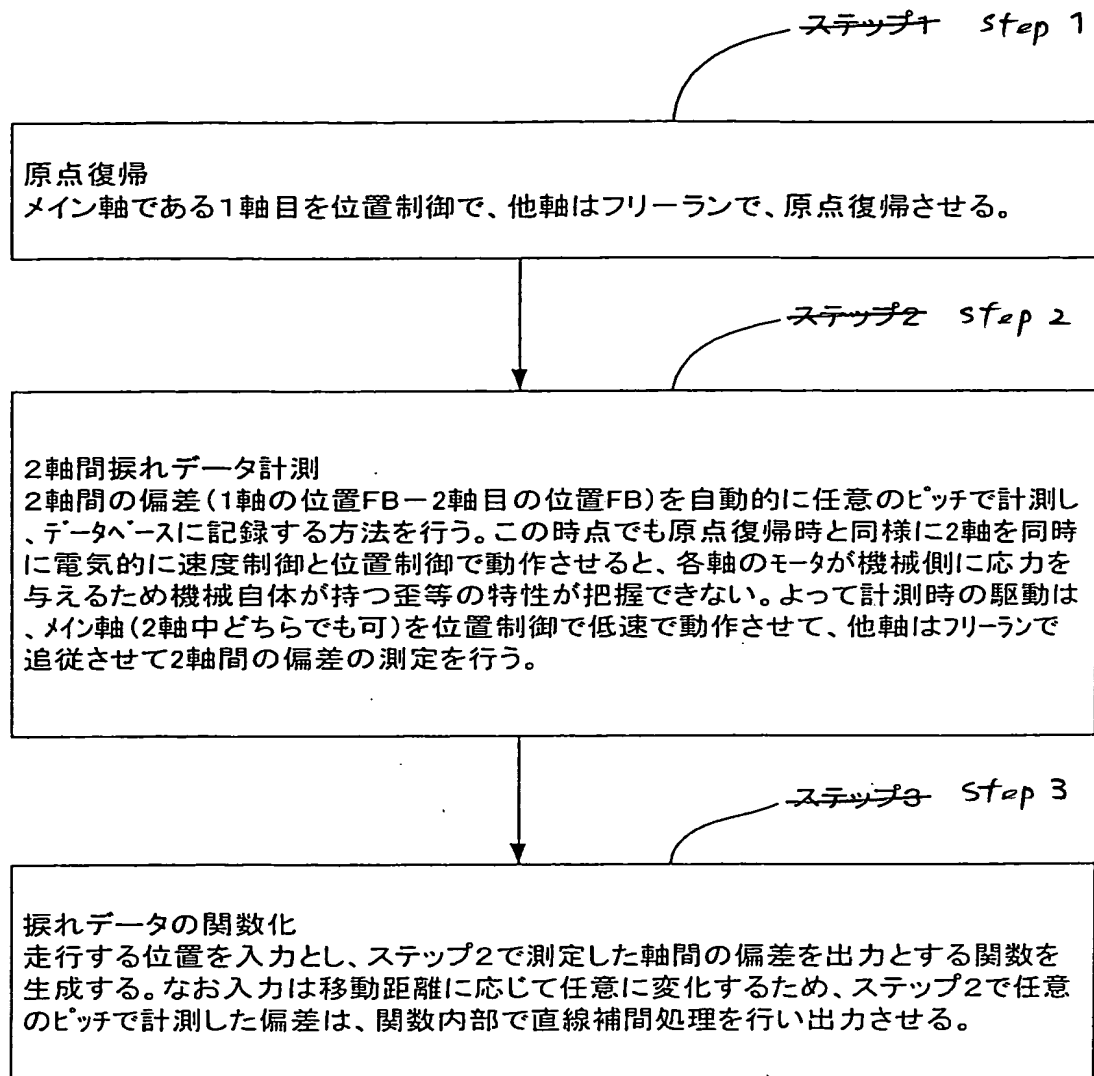 ステップ1 step 1
原点復帰
メイン軸である1軸目を位置制御で、他軸はフリーランで、原点復帰させる。
ステップ2 step 2
2軸間捩れデータ計測
2軸間の偏差(1軸の位置FB－2軸目の位置FB)を自動的に任意のピッチで計測し
、データベースに記録する方法を行う。この時点でも原点復帰時と同様に2軸を同時
に電気的に速度制御と位置制御で動作させると、各軸のモータが機械側に応力を
与えるため機械自体が持つ歪等の特性が把握できない。よって計測時の駆動は
、メイン軸(2軸中どちらでも可)を位置制御で低速で動作させて、他軸はフリーランで
追従させて2軸間の偏差の測定を行う。
ステップ3 step 3
捩れデータの関数化
走行する位置を入力とし、ステップ2で測定した軸間の偏差を出力とする関数を
生成する。なお入力は移動距離に応じて任意に変化するため、ステップ2で任意
のピッチで計測した偏差は、関数内部で直線補間処理を行い出力させる。